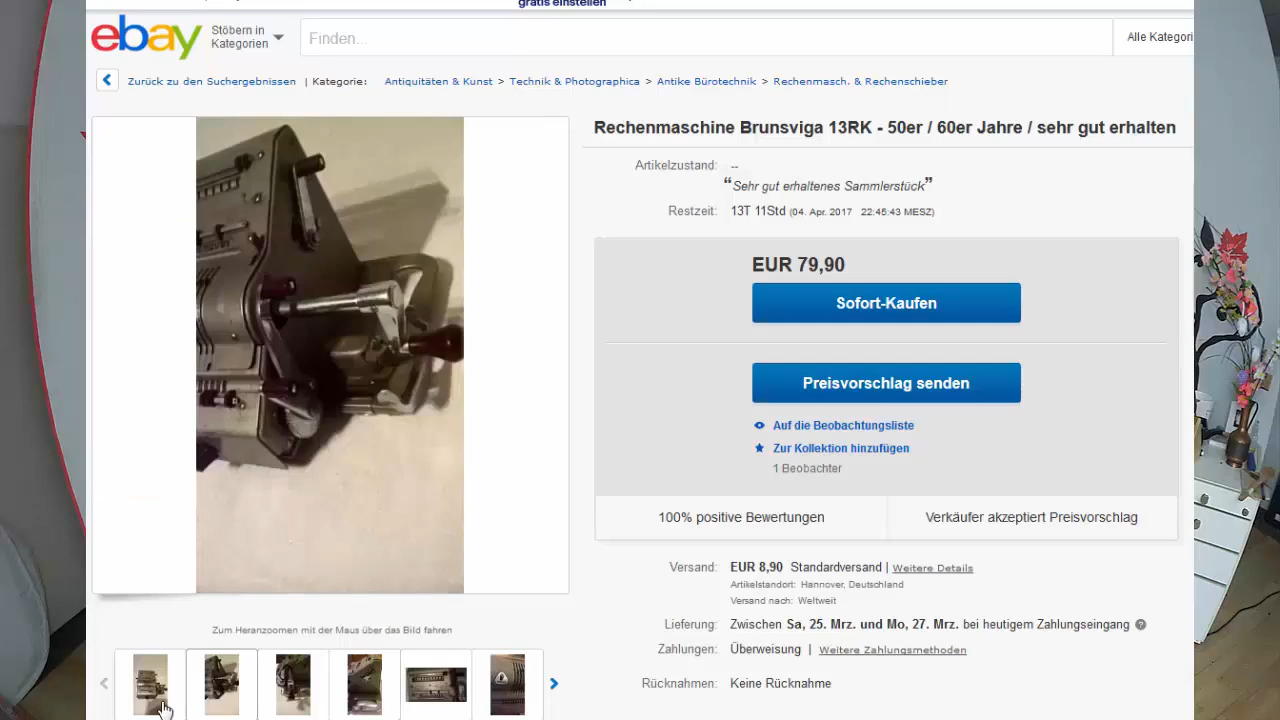 gratis einstellen
ebay
Stöbern in
Kategorien
Finden...
Alle Kategori
Zurück zu den Suchergebnissen | Kategorie: Antiquitäten & Kunst > Technik & Photographica > Antike Bürotechnik > Rechenmasch. & Rechenschieber
Rechenmaschine Brunsviga 13RK - 50er / 60er Jahre / sehr gut erhalten
Artikelzustand: --
“Sehr gut erhaltenes Sammlerstück”
Restzeit: 13T 11Std (04. Apr. 2017 22:45:43 MESZ)
EUR 79,90
Sofort-Kaufen
Preisvorschlag senden
Auf die Beobachtungsliste
Zur Kollektion hinzufügen
1 Beobachter
100% positive Bewertungen
Verkäufer akzeptiert Preisvorschlag
Versand: EUR 8,90 Standardversand | Weitere Details
Artikelstandort: Hannover, Deutschland
Versand nach: Weltweit
Lieferung: Zwischen Sa, 25. Mrz. und Mo, 27. Mrz. bei heutigem Zahlungseingang
Zahlungen: Überweisung | Weitere Zahlungsmethoden
Rücknahmen: Keine Rücknahme
Zum Heranzoomen mit der Maus über das Bild fahren